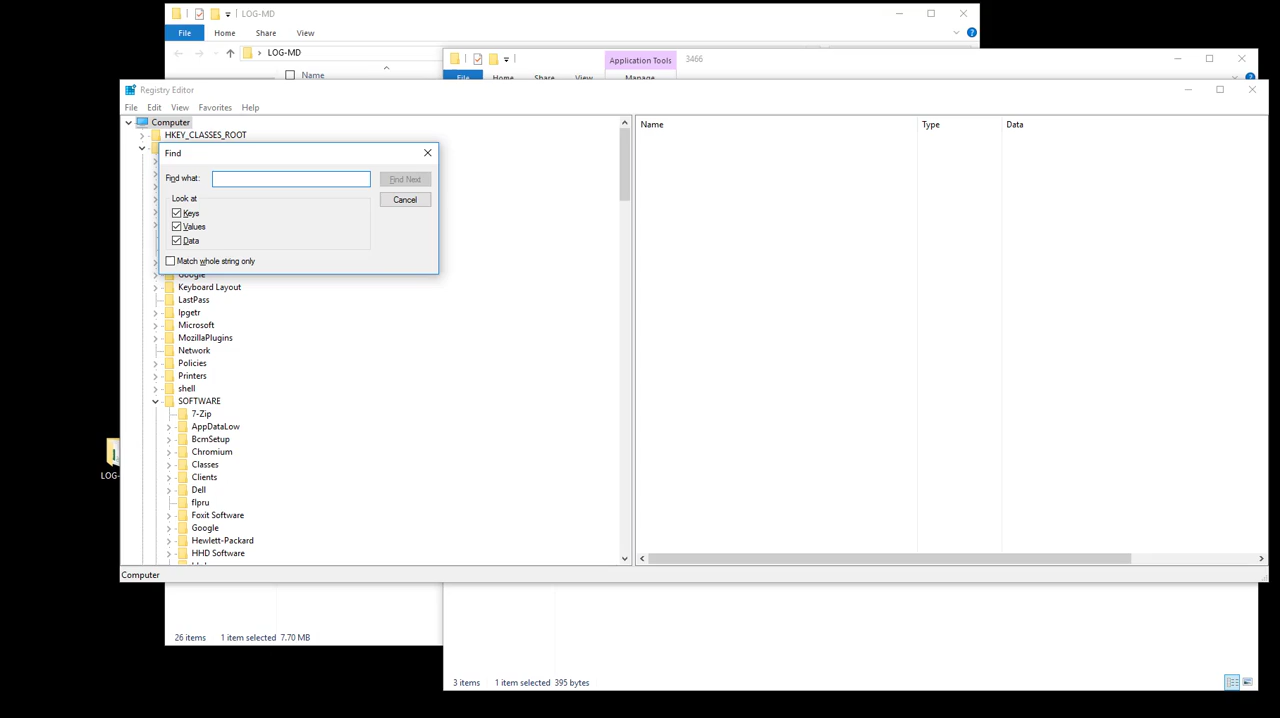 LOG-MD
File Home Share View
LOG-MD
Name
Application Tools 3466
File Home Share View Manage
Registry Editor
File Edit View Favorites Help
Computer
HKEY_CLASSES_ROOT
Find
Find what:
Find Next
Look at
Cancel
Keys
Values
Data
Match whole string only
Google
Keyboard Layout
LastPass
lpgetr
Microsoft
MozillaPlugins
Network
Policies
Printers
shell
SOFTWARE
7-Zip
AppDataLow
BcmSetup
Chromium
Classes
Clients
Dell
flpru
Foxit Software
Google
Hewlett-Packard
HHD Software
Name Type Data
LOG-
Computer
26 items 1 item selected 7.70 MB
3 items 1 item selected 395 bytes